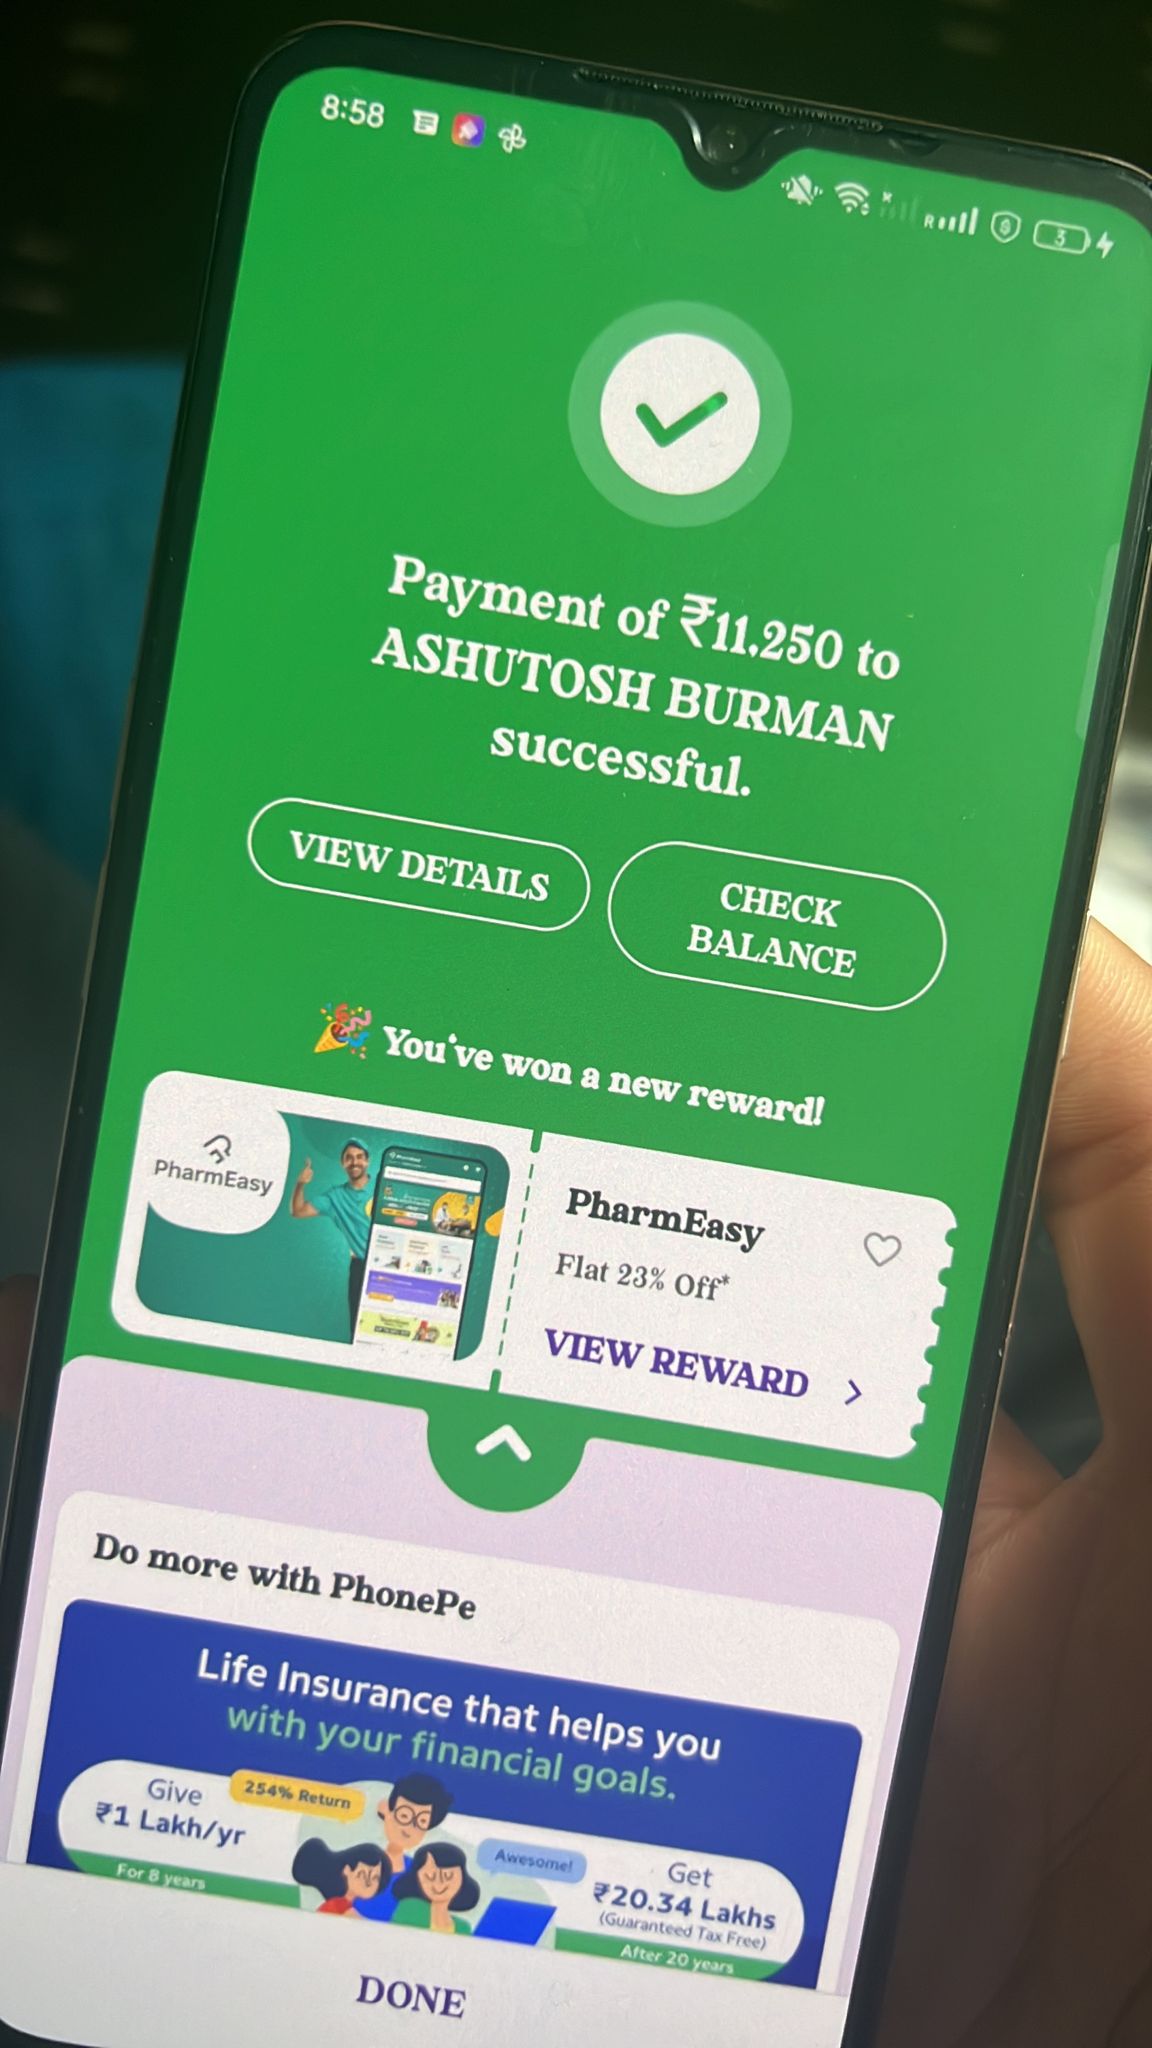 8:58
R
3
Payment of ₹11,250 to
ASHUTOSH BURMAN
successful.
VIEW DETAILS
CHECK
BALANCE
You've won a new reward!
PharmEasy
PharmEasy
Flat 23% Off*
VIEW REWARD
Do more with PhonePe
Life Insurance that helps you
with your financial goals.
Give
₹1 Lakh/yr
For 8 years
254% Return
Awesome!
Get
₹20.34 Lakhs
(Guaranteed Tax Free)
After 20 years
DONE